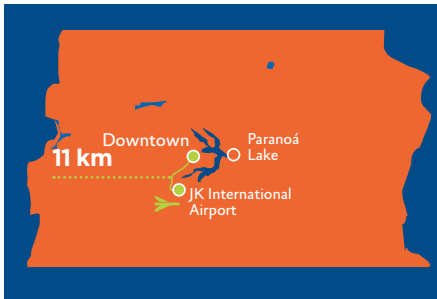 Downtown
11 km
Paranoá
Lake
JK International
Airport